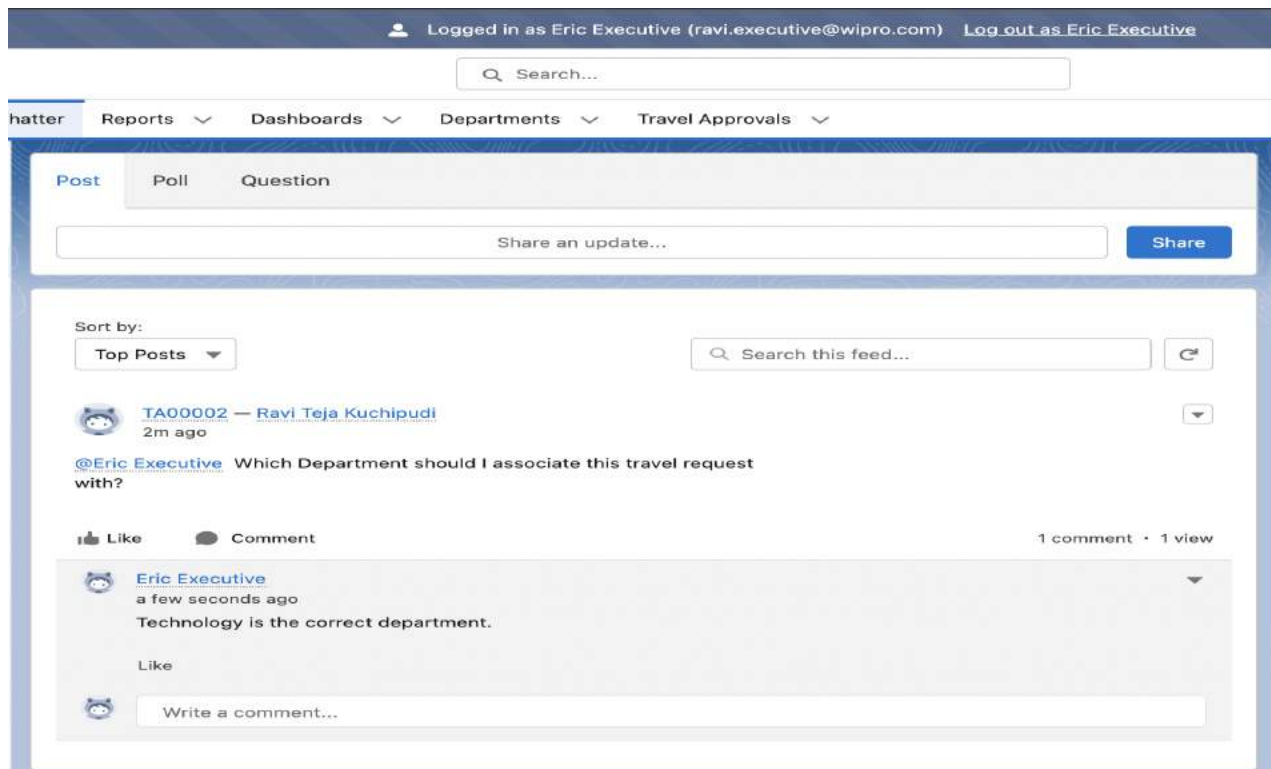 Logged in as Eric Executive (ravi.executive@wipro.com) Log out as Eric Executive
Search...
hatter Reports Dashboards Departments Travel Approvals
Post Poll Question
Share an update... Share
Sort by:
Top Posts Search this feed...
TA00002 — Ravi Teja Kuchipudi
2m ago
@Eric Executive Which Department should I associate this travel request
with?
Like Comment 1 comment · 1 view
Eric Executive
a few seconds ago
Technology is the correct department.
Like
Write a comment...